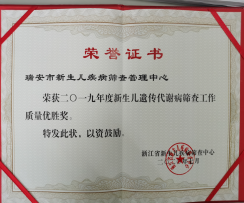 荣誉证书
瑞安市新生儿疾病筛查管理中心
荣获二〇一九年度新生儿遗传代谢病筛查工作
质量优胜奖。
特发此状，以资鼓励。
浙江省新生儿疾病筛查中心